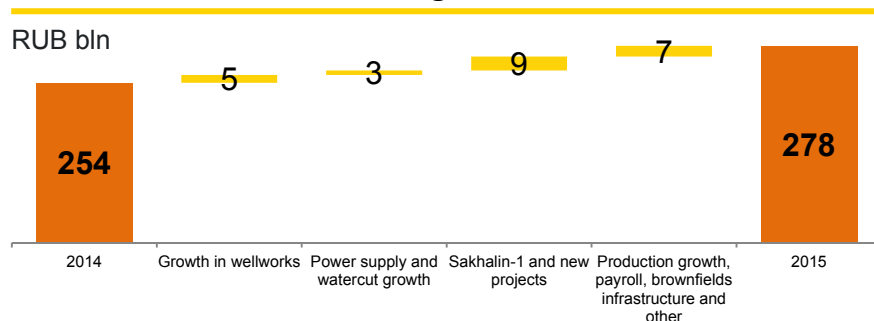 RUB bln
254
5
3
9
7
278
2014
Growth in wellworks
Power supply and
watercut growth
Sakhalin-1 and new
projects
Production growth,
payroll, brownfields
infrastructure and
other
2015